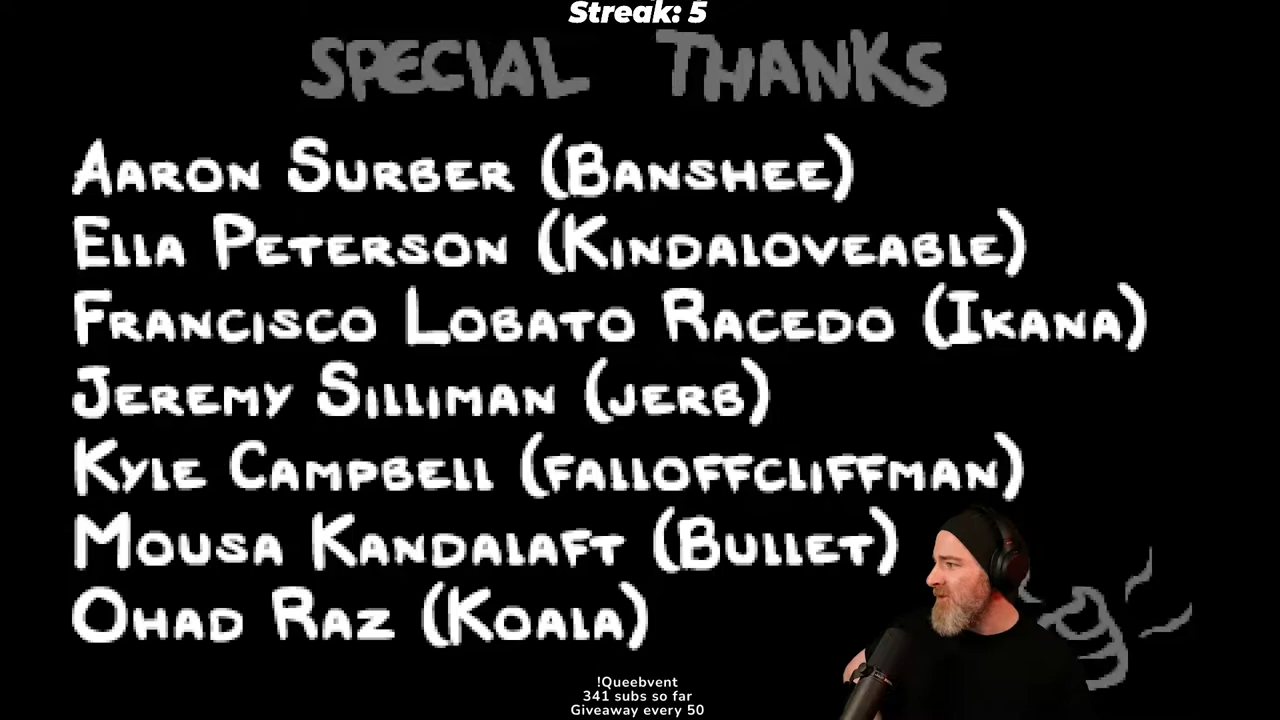 Streak: 5
SPECIAL THANKS
AARON SURBER (BANSHEE)
ELLA PETERSON (KINDALOVEABLE)
FRANCISCO LOBATO RACEDO (IKANA)
JEREMY SILLIMAN (JERB)
KYLE CAMPBELL (FALLOFFCLIFFMAN)
MOUSA KANDALAFT (BULLET)
OHAD RAZ (KOALA)
!Queebvent
341 subs so far
Giveaway every 50